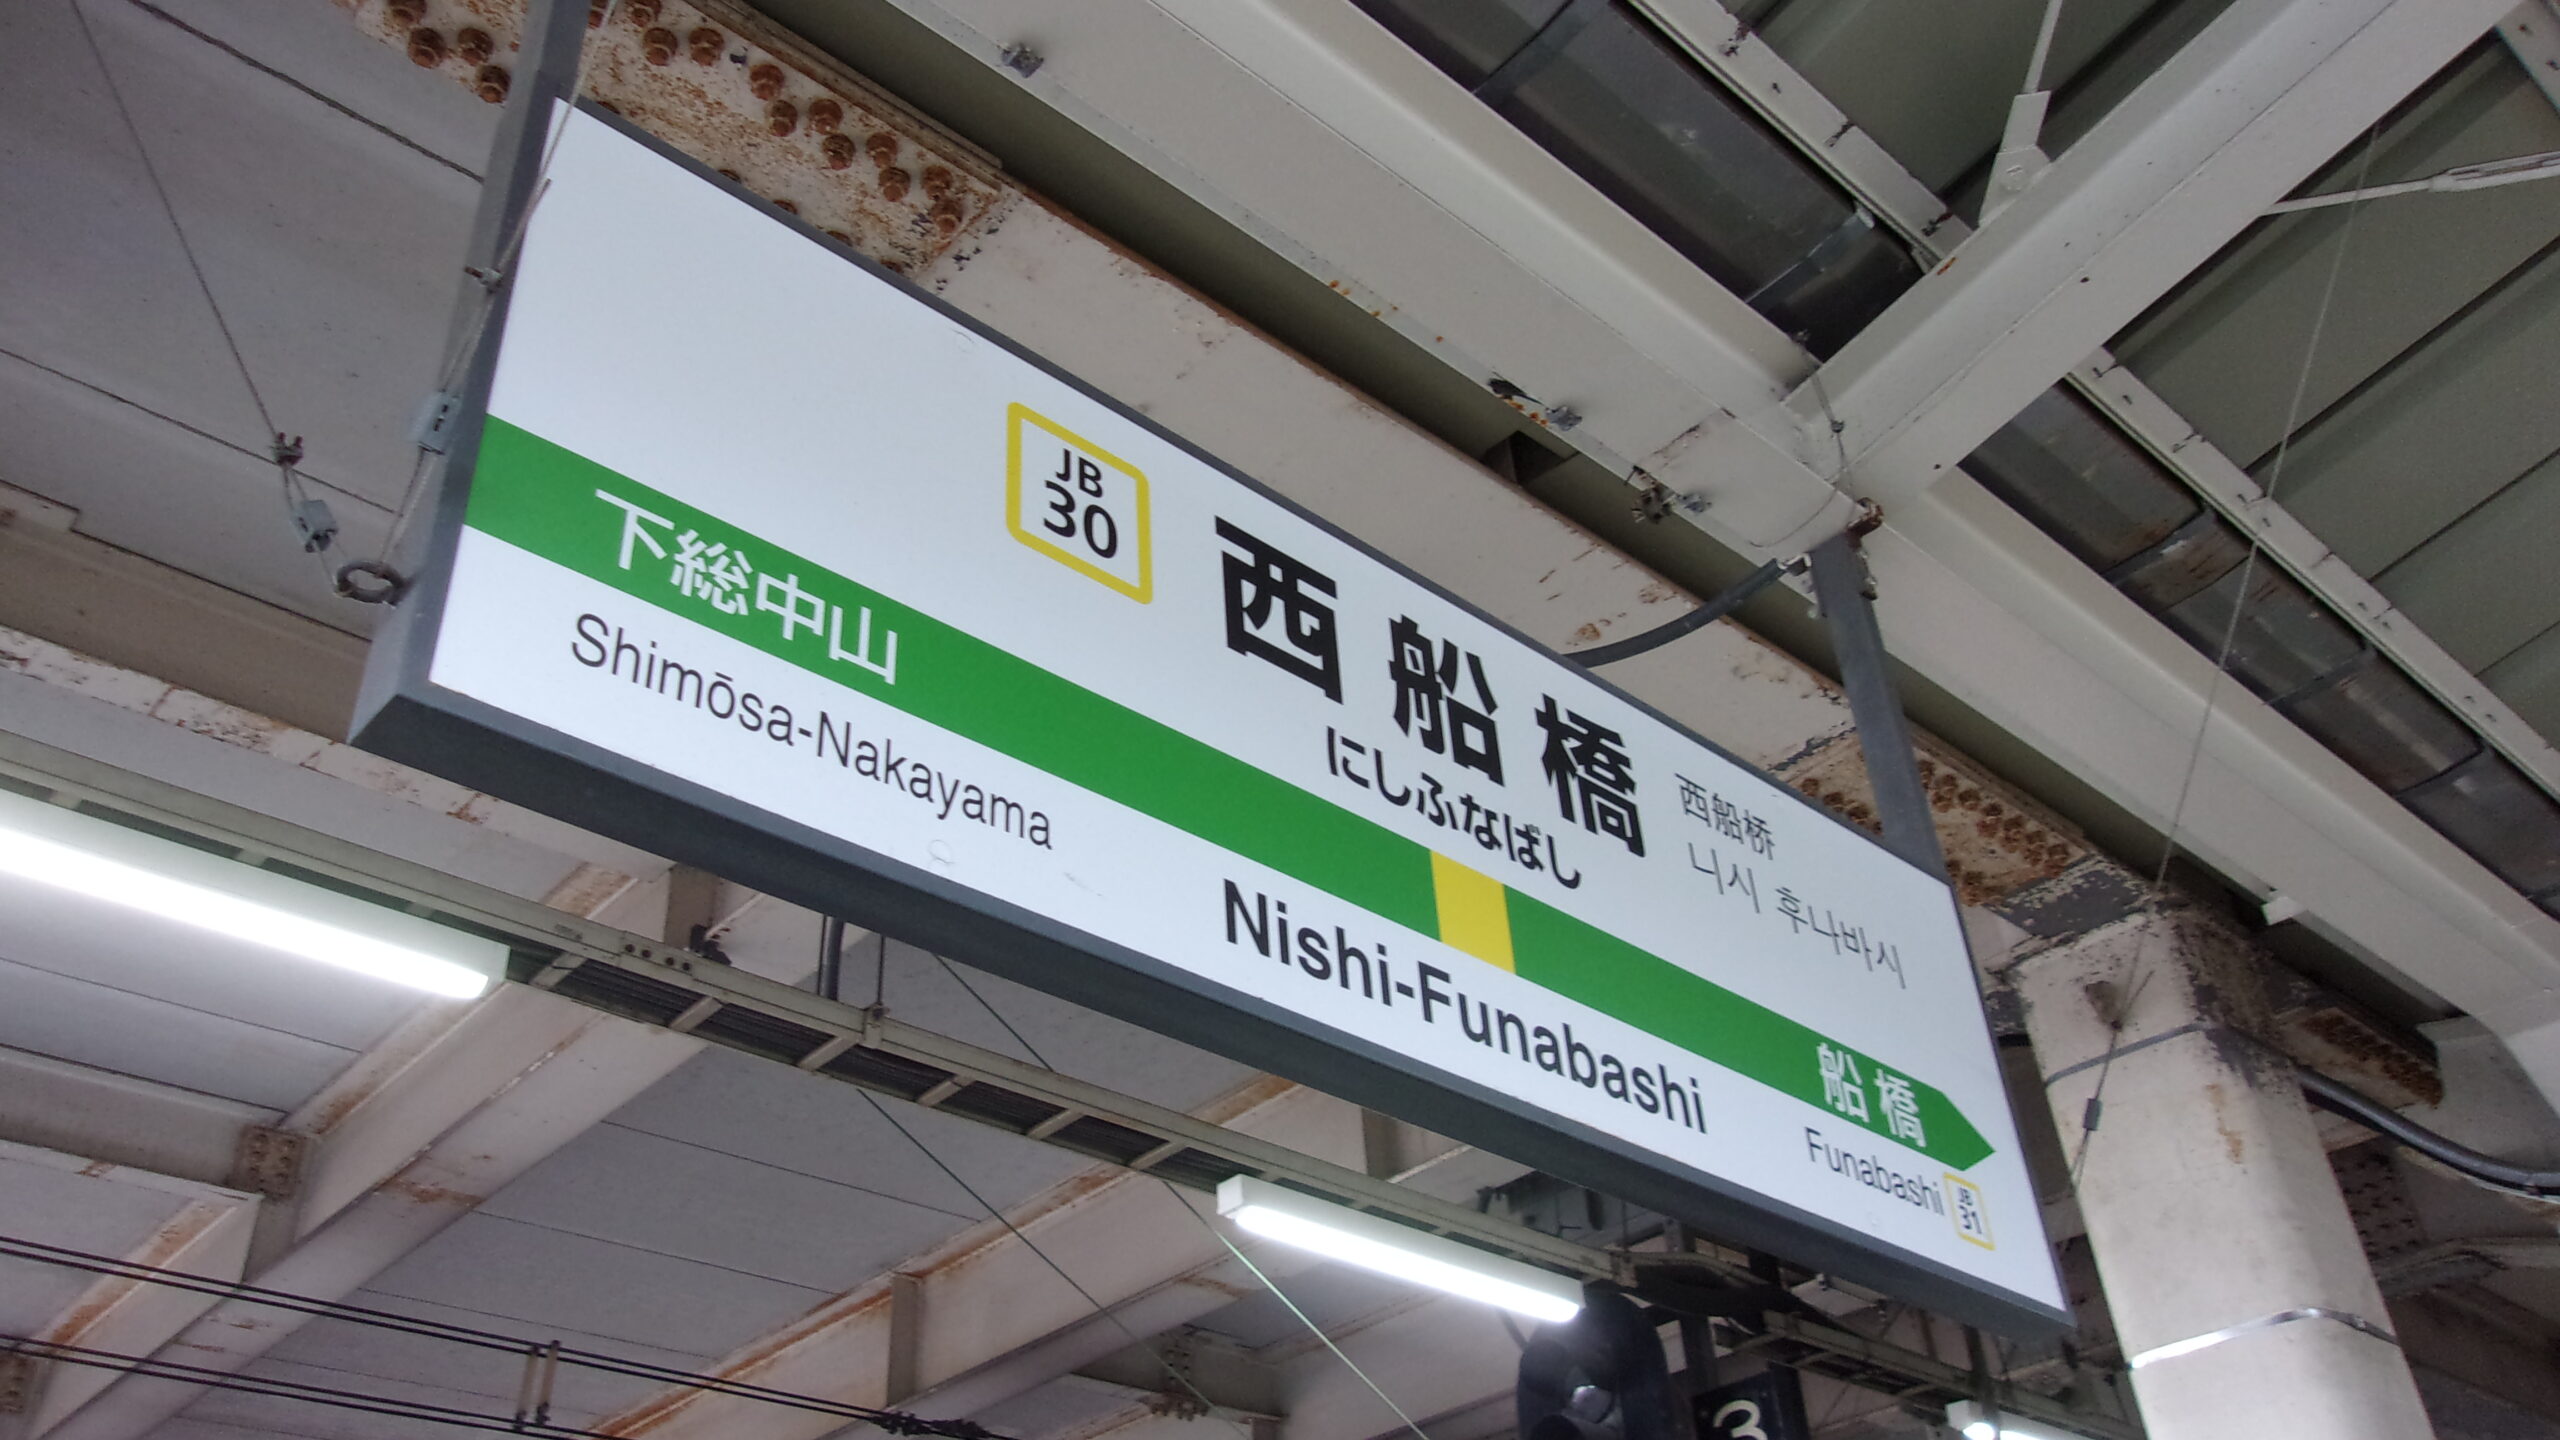 JB
30
西船橋
西船桥
にしふなばし
니시 후나바시
下総中山
船橋
Shimōsa-Nakayama
Nishi-Funabashi
Funabashi
JB
31
3